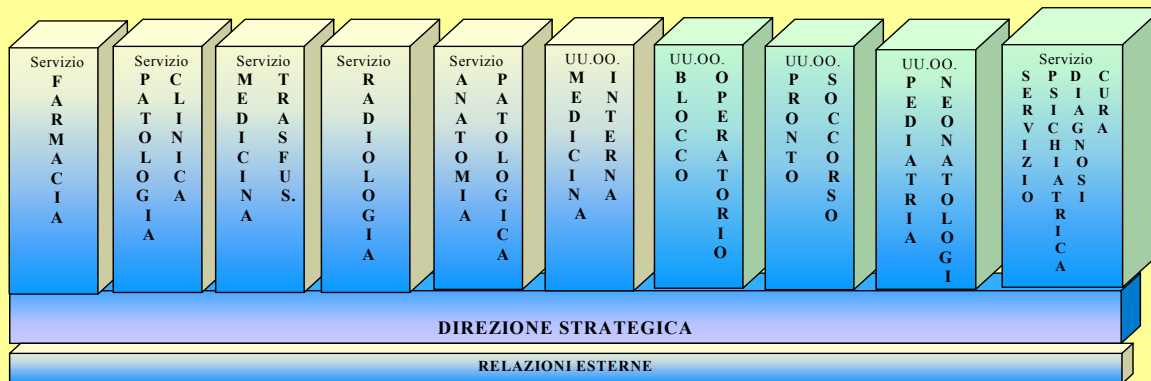 Servizio
FARMACIA
Servizio
PATOLOGIA
CLINICA
Servizio
MEDICINA
TRASFUS.
Servizio
RADIOLOGIA
Servizio
ANATOMIA
PATOLOGICA
UU.OO.
MEDICINA
INTERNA
UU.OO.
BLOCCO
OPERATORIO
UU.OO.
PRONTO
SOCCORSO
UU.OO.
PEDIATRIA
NEONATOLOGI
Servizio
SERVIZIO
PSICHIATRICA
DIAGNOSI
CURA
DIREZIONE STRATEGICA
RELAZIONI ESTERNE